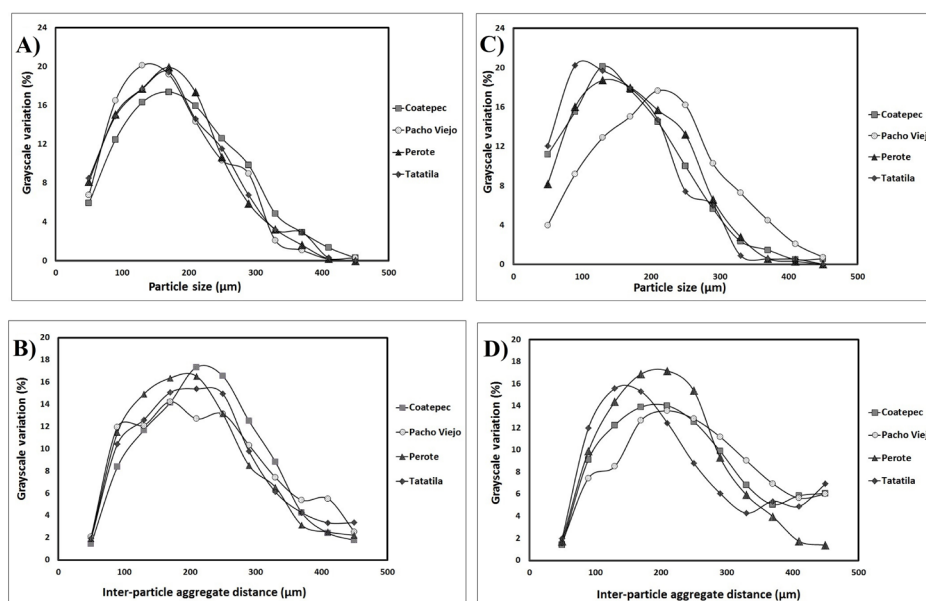 A)
24
20
16
12
8
4
0
0 100 200 300 400 500
Grayscale variation (%)
Particle size (µm)
Coatepec
Pacho Viejo
Perote
Tatatila
C)
24
20
16
12
8
4
0
0 100 200 300 400 500
Grayscale variation (%)
Particle size (µm)
Coatepec
Pacho Viejo
Perote
Tatatila
B)
20
18
16
14
12
10
8
6
4
2
0
0 100 200 300 400 500
Grayscale variation (%)
Inter-particle aggregate distance (µm)
Coatepec
Pacho Viejo
Perote
Tatatila
D)
20
18
16
14
12
10
8
6
4
2
0
0 100 200 300 400 500
Grayscale variation (%)
Inter-particle aggregate distance (µm)
Coatepec
Pacho Viejo
Perote
Tatatila